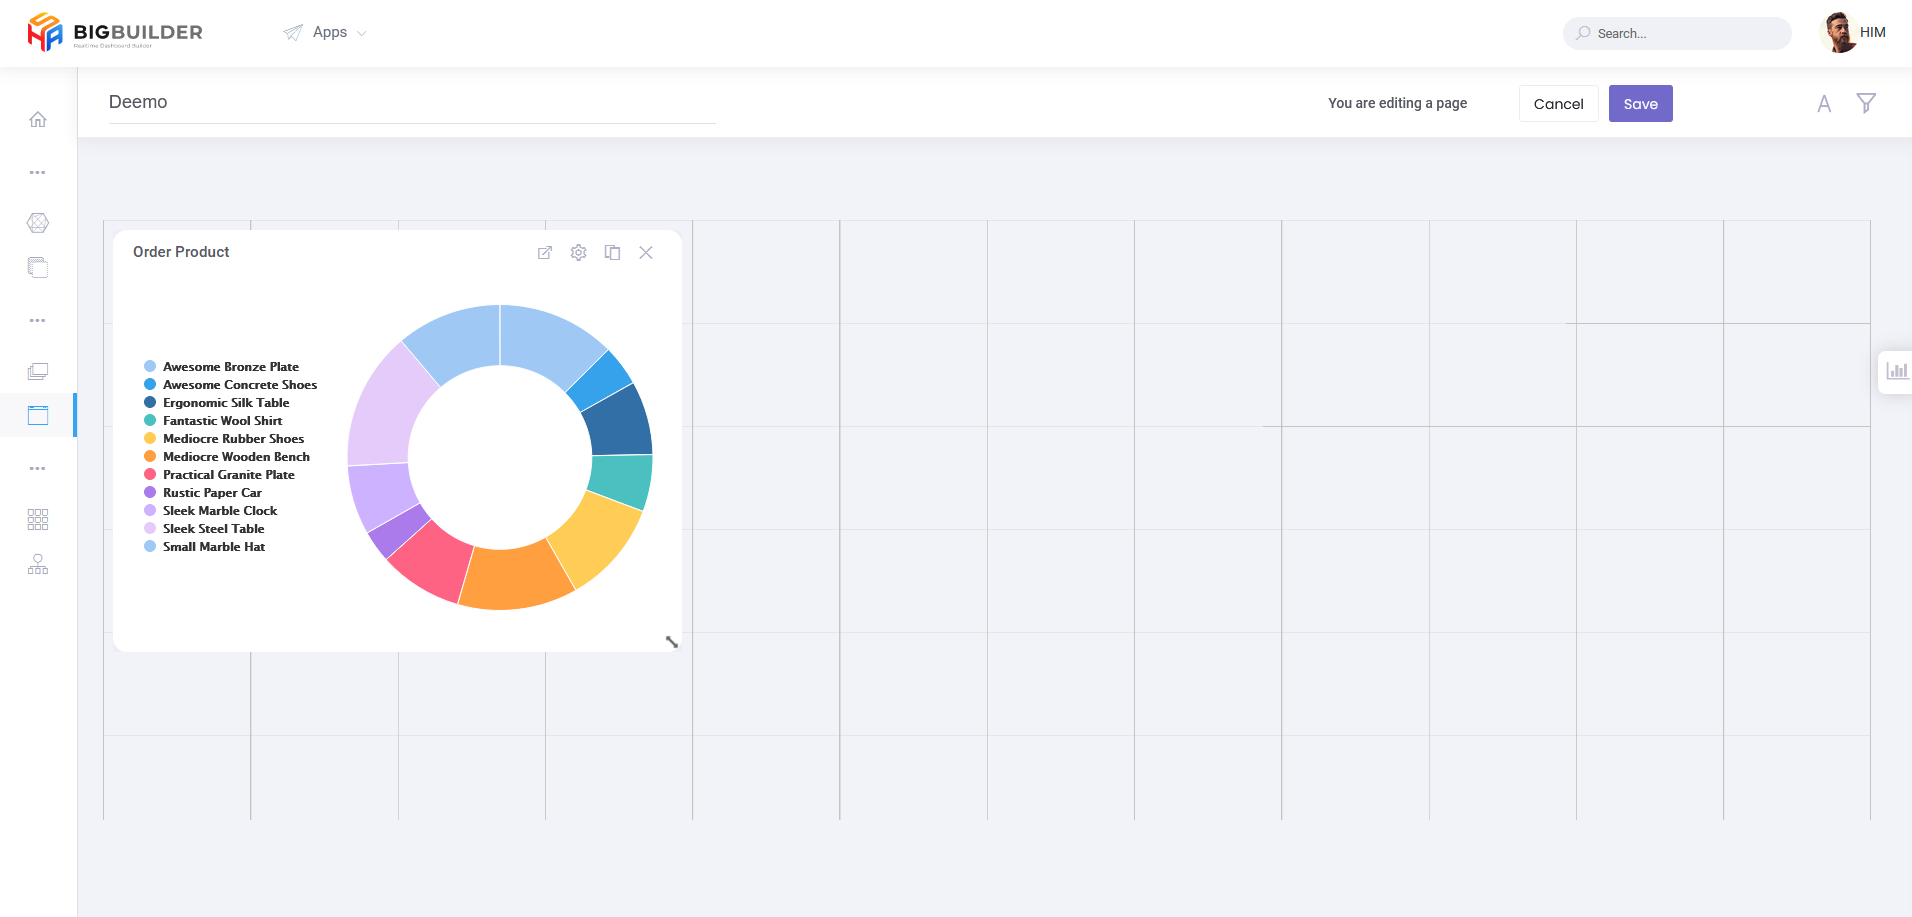 BIGBUILDER
Realtime Dashboard Builder
Apps
Search...
HIM
Deemo
You are editing a page
Cancel
Save
A
Order Product
Awesome Bronze Plate
Awesome Concrete Shoes
Ergonomic Silk Table
Fantastic Wool Shirt
Mediocre Rubber Shoes
Mediocre Wooden Bench
Practical Granite Plate
Rustic Paper Car
Sleek Marble Clock
Sleek Steel Table
Small Marble Hat